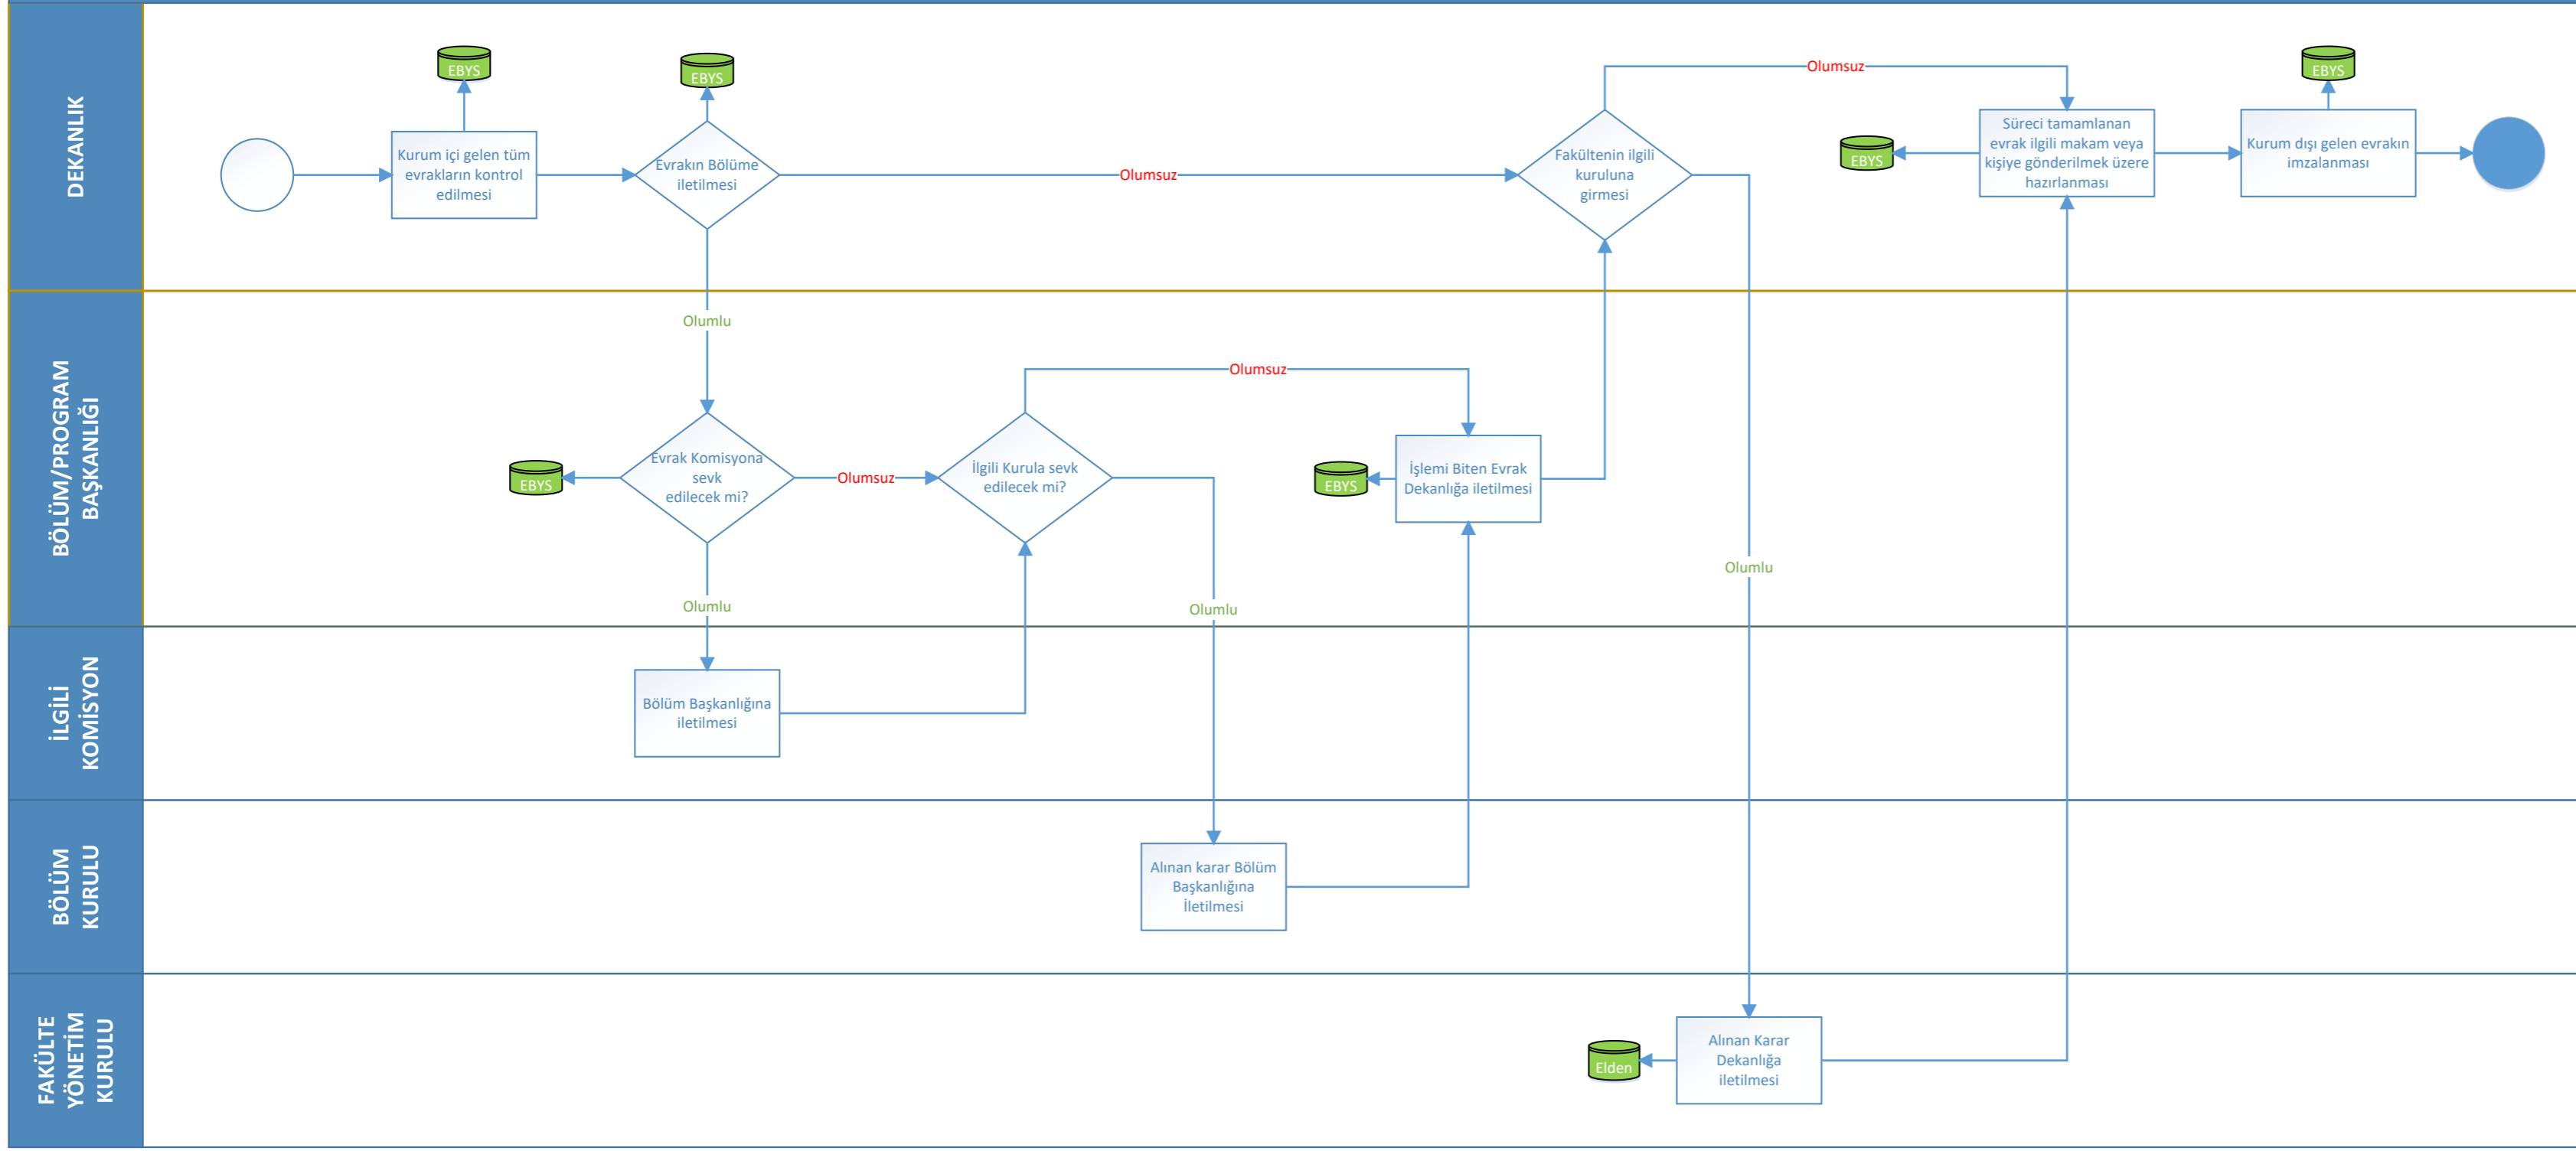 DEKANLIK
EBYS
EBYS
Olumsuz
EBYS
Kurum içi gelen tüm
evrakların kontrol
edilmesi
Evrakın Bölüme
iletilmesi
Olumsuz
Fakültenin ilgili
kuruluna
girmesi
EBYS
Süreci tamamlanan
evrak ilgili makam veya
kişiye gönderilmek üzere
hazırlanması
Kurum dışı gelen evrakın
imzalanması
BÖLÜM/PROGRAM
BAŞKANLIĞI
Olumlu
Olumsuz
EBYS
Evrak Komisyona
sevk
edilecek mi?
Olumsuz
İlgili Kurula sevk
edilecek mi?
EBYS
İşlemi Biten Evrak
Dekanlığa iletilmesi
Olumlu
Olumlu
Olumlu
İLGİLİ
KOMİSYON
Bölüm Başkanlığına
iletilmesi
BÖLÜM
KURULU
Alınan karar Bölüm
Başkanlığına
İletilmesi
FAKÜLTE
YÖNETİM
KURULU
Elden
Alınan Karar
Dekanlığa
iletilmesi